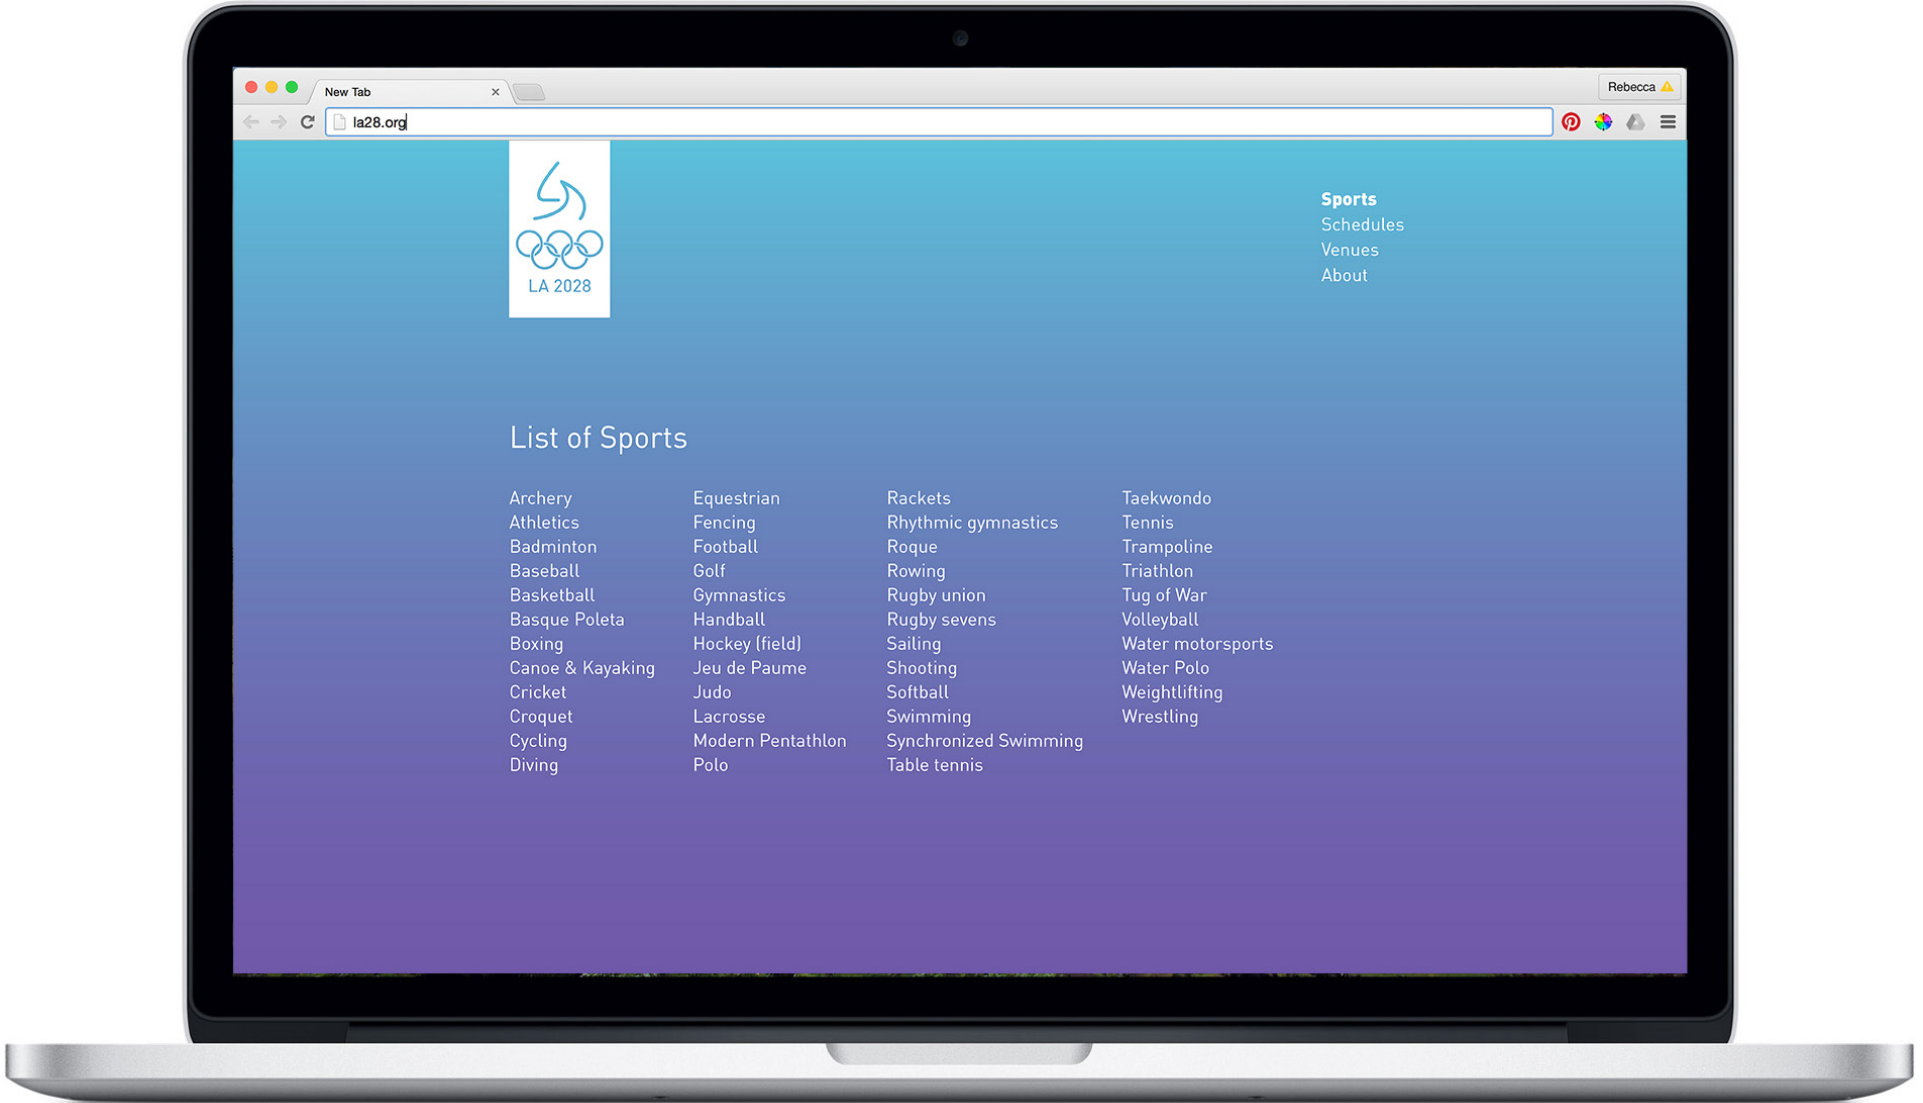 New Tab
Rebecca
la28.org
LA 2028
Sports
Schedules
Venues
About
List of Sports
Archery
Athletics
Badminton
Baseball
Basketball
Basque Poleta
Boxing
Canoe & Kayaking
Cricket
Croquet
Cycling
Diving
Equestrian
Fencing
Football
Golf
Gymnastics
Handball
Hockey (field)
Jeu de Paume
Judo
Lacrosse
Modern Pentathlon
Polo
Rackets
Rhythmic gymnastics
Roque
Rowing
Rugby union
Rugby sevens
Sailing
Shooting
Softball
Swimming
Synchronized Swimming
Table tennis
Taekwondo
Tennis
Trampoline
Triathlon
Tug of War
Volleyball
Water motorsports
Water Polo
Weightlifting
Wrestling